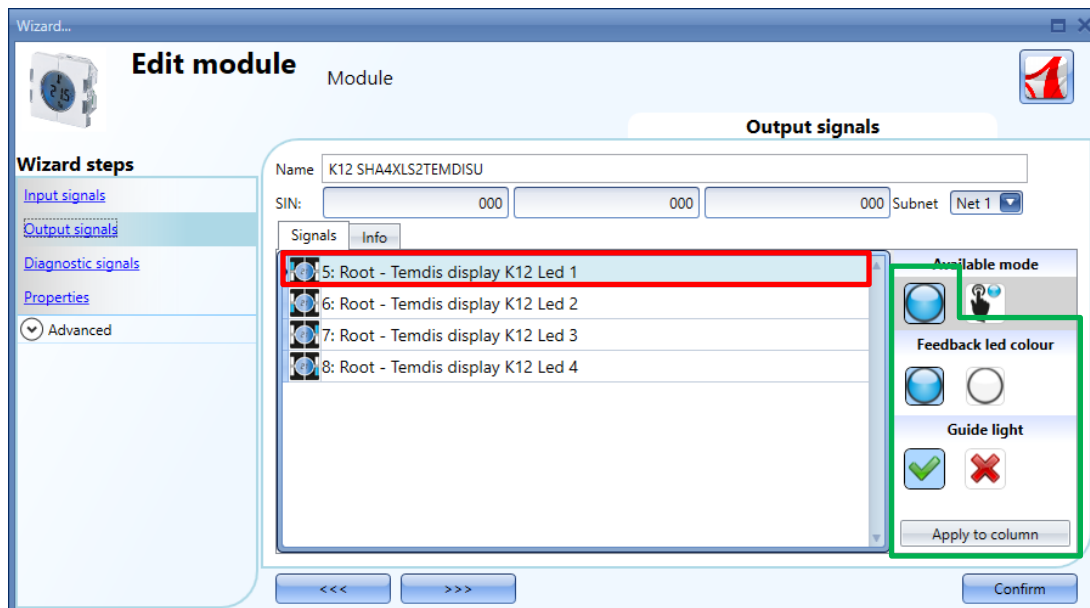 Wizard...
Edit module
Module
Output signals
Wizard steps
Input signals
Output signals
Diagnostic signals
Properties
Advanced
Name K12 SHA4XLS2TEMDISU
SIN: 000 000 000 Subnet Net 1
Signals Info
5: Root - Temdis display K12 Led 1
6: Root - Temdis display K12 Led 2
7: Root - Temdis display K12 Led 3
8: Root - Temdis display K12 Led 4
Available mode
Feedback led colour
Guide light
Apply to column
<<< >>> Confirm